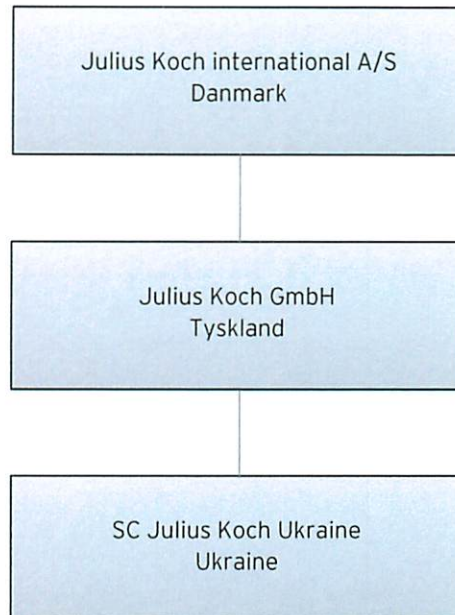 Julius Koch international A/S
Danmark
Julius Koch GmbH
Tyskland
SC Julius Koch Ukraine
Ukraine